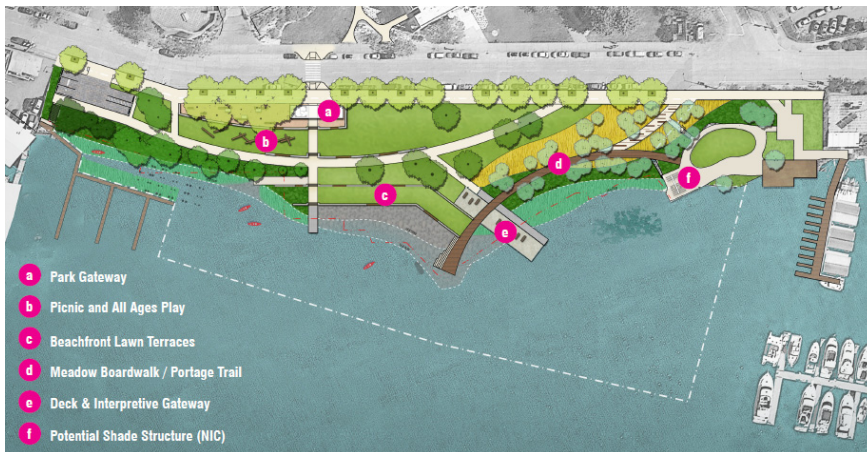 a
b
c
d
e
f
a Park Gateway
b Picnic and All Ages Play
c Beachfront Lawn Terraces
d Meadow Boardwalk / Portage Trail
e Deck & Interpretive Gateway
f Potential Shade Structure (NIC)